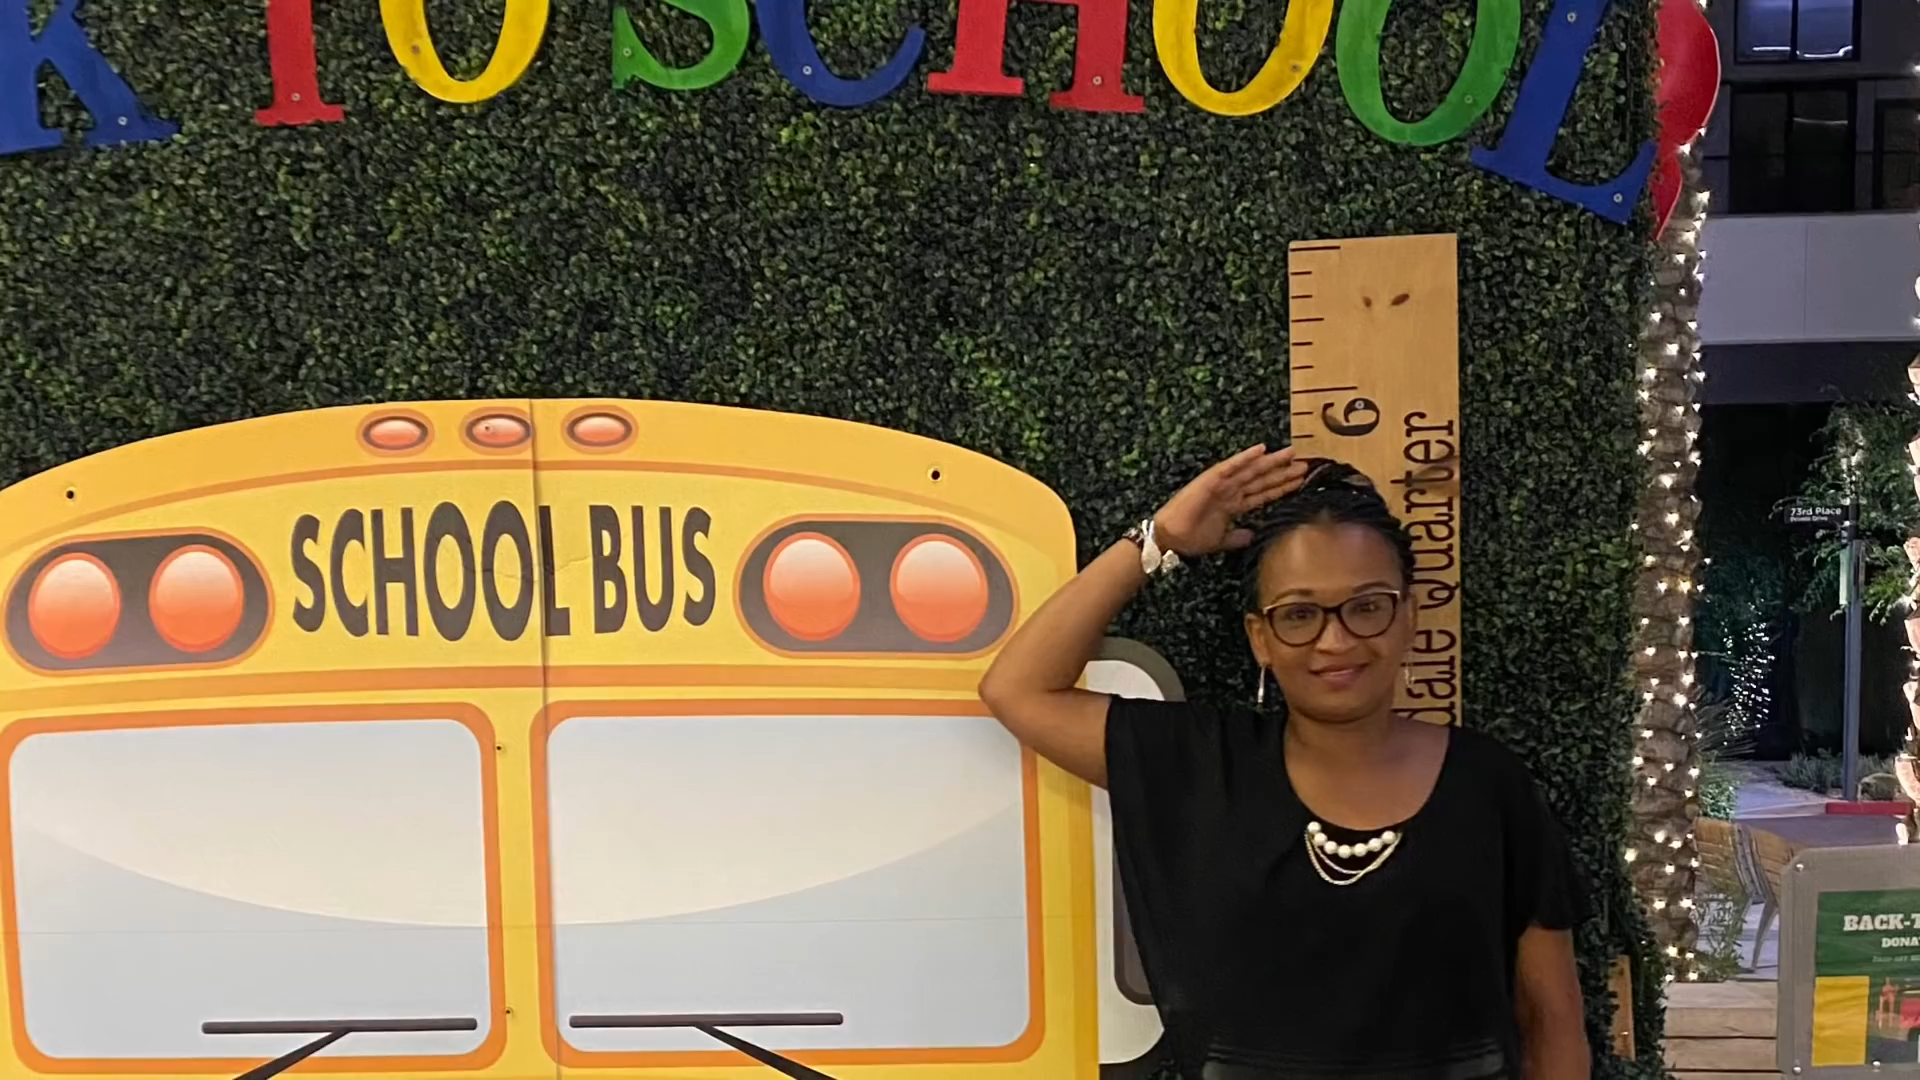 K TO SCHOOL
6
dale Quarter
SCHOOL BUS
73rd Place
BACK-T
DONA